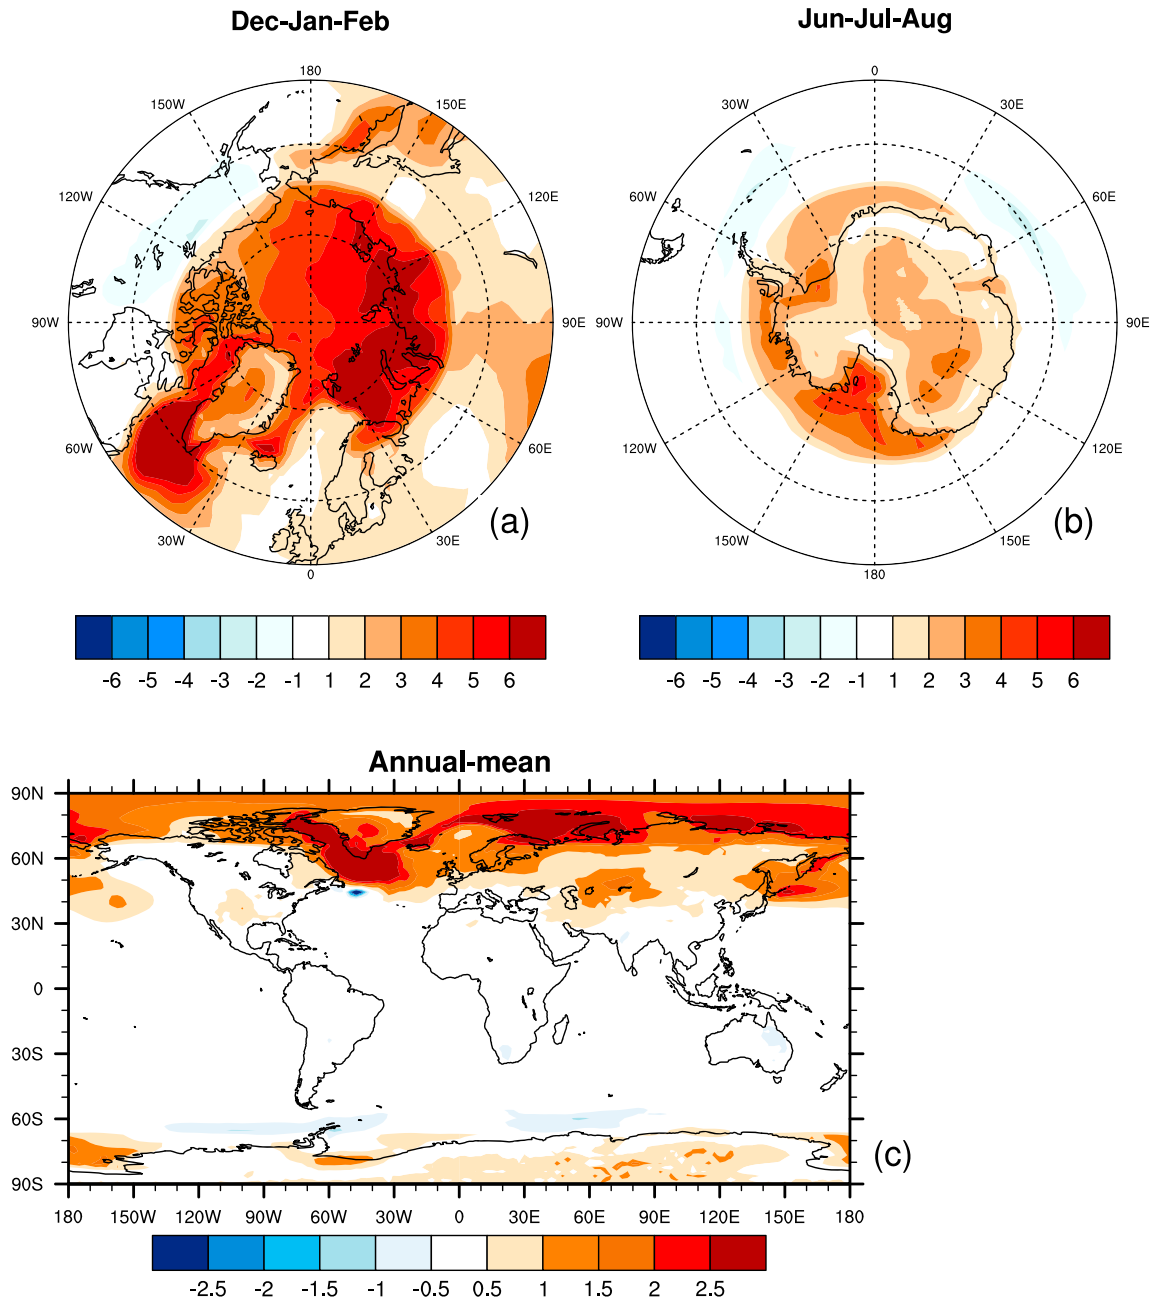 Dec-Jan-Feb
Jun-Jul-Aug
180
150W
150E
120W
120E
90W
90E
60W
60E
30W
30E
0
(a)
0
30W
30E
60W
60E
90W
90E
120W
120E
150W
150E
180
(b)
-6 -5 -4 -3 -2 -1 1 2 3 4 5 6
-6 -5 -4 -3 -2 -1 1 2 3 4 5 6
Annual-mean
90N
60N
30N
0
30S
60S
90S
(c)
180 150W 120W 90W 60W 30W 0 30E 60E 90E 120E 150E 180
-2.5 -2 -1.5 -1 -0.5 0.5 1 1.5 2 2.5